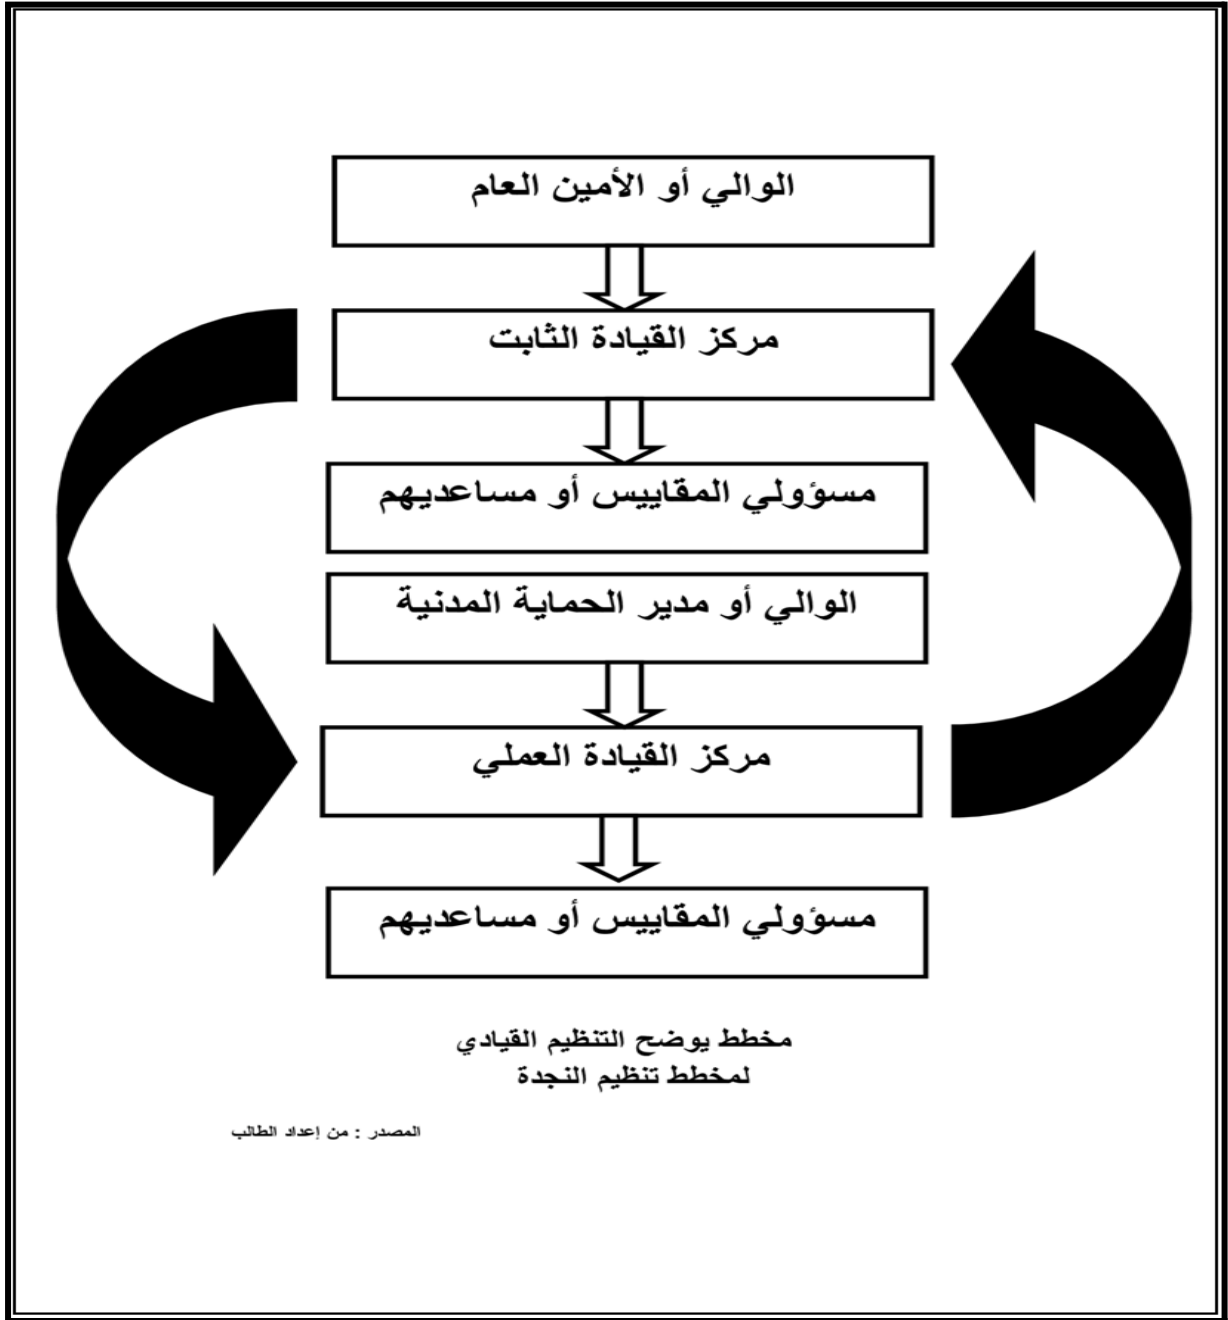 الوالي أو الأمين العام
مركز القيادة الثابت
مسؤولي المقاييس أو مساعديهم
الوالي أو مدير الحماية المدنية
مركز القيادة العملي
مسؤولي المقاييس أو مساعديهم
مخطط يوضح التنظيم القيادي
لمخطط تنظيم النجدة
المصدر : من إعداد الطالب